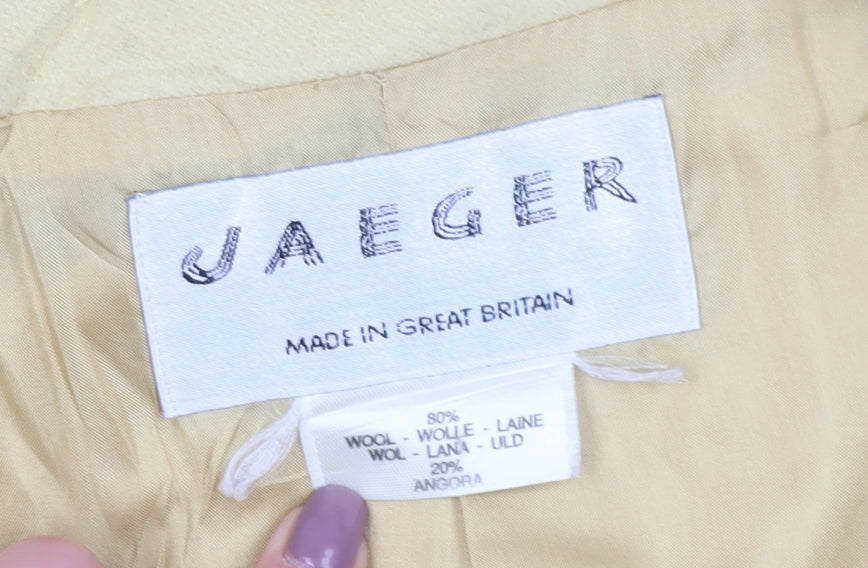 JAEGER
MADE IN GREAT BRITAIN
80%
WOOL - WOLLE - LAINE
WOL - LANA - ULD
20%
ANGORA